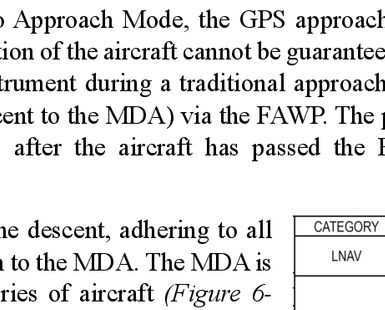 o Approach Mode, the GPS approach
tion of the aircraft cannot be guarantee
trument during a traditional approach
cent to the MDA) via the FAWP. The p
after the aircraft has passed the F
ne descent, adhering to all
n to the MDA. The MDA is
ries of aircraft (Figure 6-
CATEGORY
LNAV